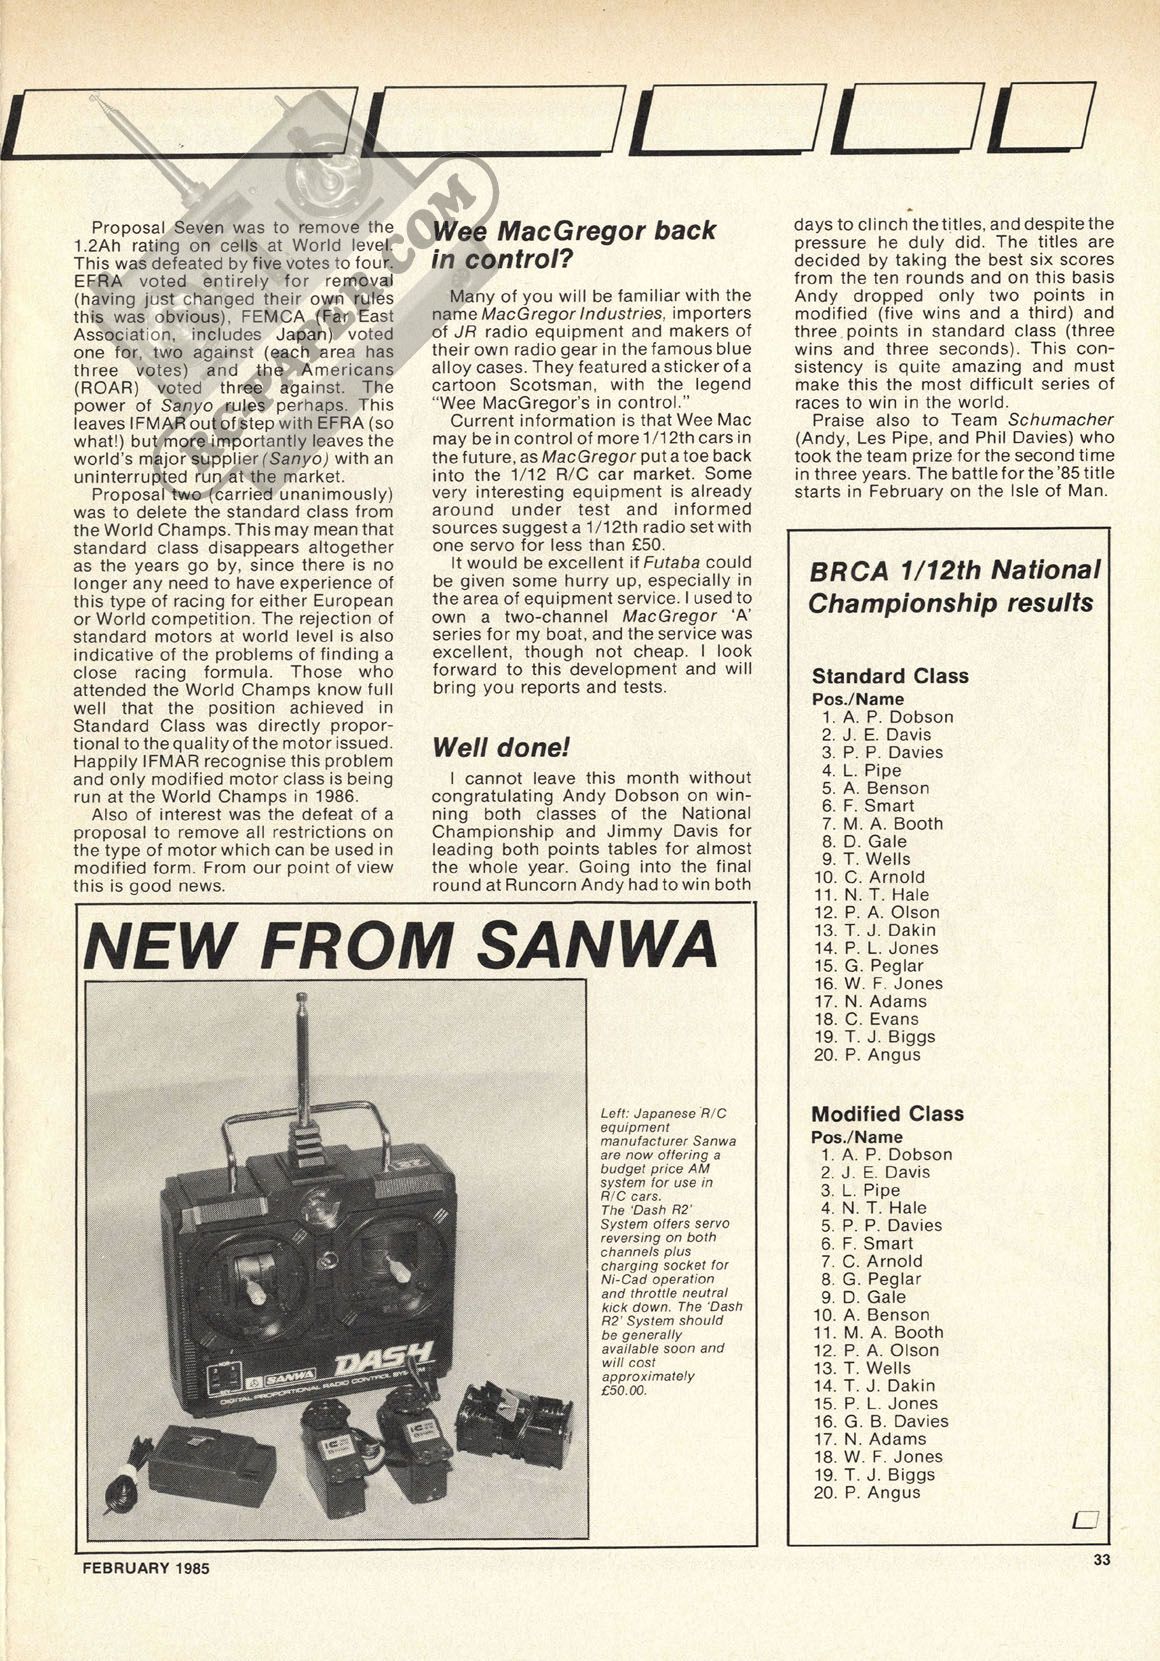 Proposal Seven was to remove the
1.2Ah rating on cells at World level.
This was defeated by five votes to four.
EFRA voted entirely for removal
(having just changed their own rules
this was obvious), FEMCA (Far East
Association, includes Japan) voted
one for, two against (each area has
three votes) and the Americans
(ROAR) voted three against. The
power of Sanyo rules perhaps. This
leaves IFMAR out of step with EFRA (so
what!) but more importantly leaves the
world's major supplier (Sanyo) with an
uninterrupted run at the market.
Proposal two (carried unanimously)
was to delete the standard class from
the World Champs. This may mean that
standard class disappears altogether
as the years go by, since there is no
longer any need to have experience of
this type of racing for either European
or World competition. The rejection of
standard motors at world level is also
indicative of the problems of finding a
close racing formula. Those who
attended the World Champs know full
well that the position achieved in
Standard Class was directly propor-
tional to the quality of the motor issued.
Happily IFMAR recognise this problem
and only modified motor class is being
run at the World Champs in 1986.
Also of interest was the defeat of a
proposal to remove all restrictions on
the type of motor which can be used in
modified form. From our point of view
this is good news.
RC-PAPER.COM
Wee MacGregor back
in control?
Many of you will be familiar with the
name MacGregor Industries, importers
of JR radio equipment and makers of
their own radio gear in the famous blue
alloy cases. They featured a sticker of a
cartoon Scotsman, with the legend
"Wee MacGregor's in control."
Current information is that Wee Mac
may be in control of more 1/12th cars in
the future, as MacGregor put a toe back
into the 1/12 R/C car market. Some
very interesting equipment is already
around under test and informed
sources suggest a 1/12th radio set with
one servo for less than £50.
It would be excellent if Futaba could
be given some hurry up, especially in
the area of equipment service. I used to
own a two-channel MacGregor 'A'
series for my boat, and the service was
excellent, though not cheap. I look
forward to this development and will
bring you reports and tests.
Well done!
I cannot leave this month without
congratulating Andy Dobson on win-
ning both classes of the National
Championship and Jimmy Davis for
leading both points tables for almost
the whole year. Going into the final
round at Runcorn Andy had to win both
days to clinch the titles, and despite the
pressure he duly did. The titles are
decided by taking the best six scores
from the ten rounds and on this basis
Andy dropped only two points in
modified (five wins and a third) and
three points in standard class (three
wins and three seconds). This con-
sistency is quite amazing and must
make this the most difficult series of
races to win in the world.
Praise also to Team Schumacher
(Andy, Les Pipe, and Phil Davies) who
took the team prize for the second time
in three years. The battle for the '85 title
starts in February on the Isle of Man.
BRCA 1/12th National
Championship results
Standard Class
Pos./Name
1. A. P. Dobson
2. J. E. Davis
3. P. P. Davies
4. L. Pipe
5. A. Benson
6. F. Smart
7. M. A. Booth
8. D. Gale
9. T. Wells
10. C. Arnold
11. N. T. Hale
12. P. A. Olson
13. T. J. Dakin
14. P. L. Jones
15. G. Peglar
16. W. F. Jones
17. N. Adams
18. C. Evans
19. T. J. Biggs
20. P. Angus
Modified Class
Pos./Name
1. A. P. Dobson
2. J. E. Davis
3. L. Pipe
4. N. T. Hale
5. P. P. Davies
6. F. Smart
7. C. Arnold
8. G. Peglar
9. D. Gale
10. A. Benson
11. M. A. Booth
12. P. A. Olson
13. T. Wells
14. T. J. Dakin
15. P. L. Jones
16. G. B. Davies
17. N. Adams
18. W. F. Jones
19. T. J. Biggs
20. P. Angus
NEW FROM SANWA
Left: Japanese R/C
equipment
manufacturer Sanwa
are now offering a
budget price AM
system for use in
R/C cars.
The 'Dash R2'
System offers servo
reversing on both
channels plus
charging socket for
Ni-Cad operation
and throttle neutral
kick down. The 'Dash
R2' System should
be generally
available soon and
will cost
approximately
£50.00.
DASH
SANWA
DIGITAL PROPORTIONAL RADIO CONTROL SYSTEM
FEBRUARY 1985
33